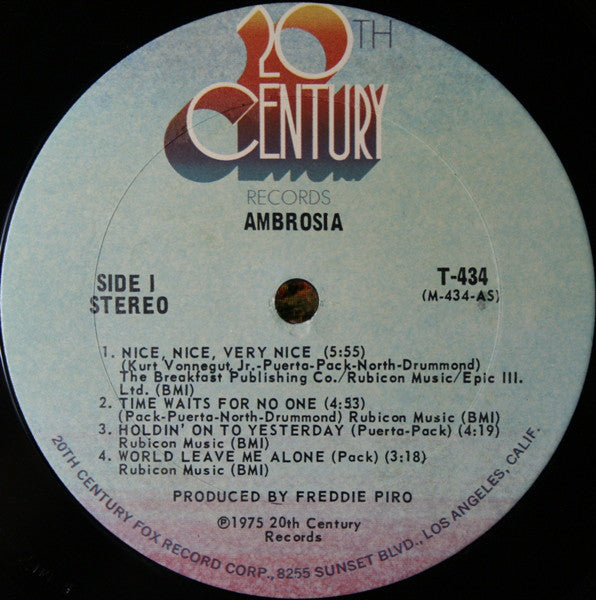 20TH
CENTURY
RECORDS
AMBROSIA
SIDE I
STEREO
T-434
(M-434-AS)
1. NICE, NICE, VERY NICE (5:55)
(Kurt Vonnegut, Jr.-Puerta-Pack-North-Drummond)
The Breakfast Publishing Co./Rubicon Music/Epic III.
Ltd. (BMI)
2. TIME WAITS FOR NO ONE (4:53)
(Pack-Puerta-North-Drummond) Rubicon Music (BMI)
3. HOLDIN' ON TO YESTERDAY (Puerta-Pack) (4:19)
Rubicon Music (BMI)
4. WORLD LEAVE ME ALONE (Pack) (3:18)
Rubicon Music (BMI)
PRODUCED BY FREDDIE PIRO
℗1975 20th Century
Records
20TH CENTURY FOX RECORD CORP., 8255 SUNSET BLVD., LOS ANGELES, CALIF.